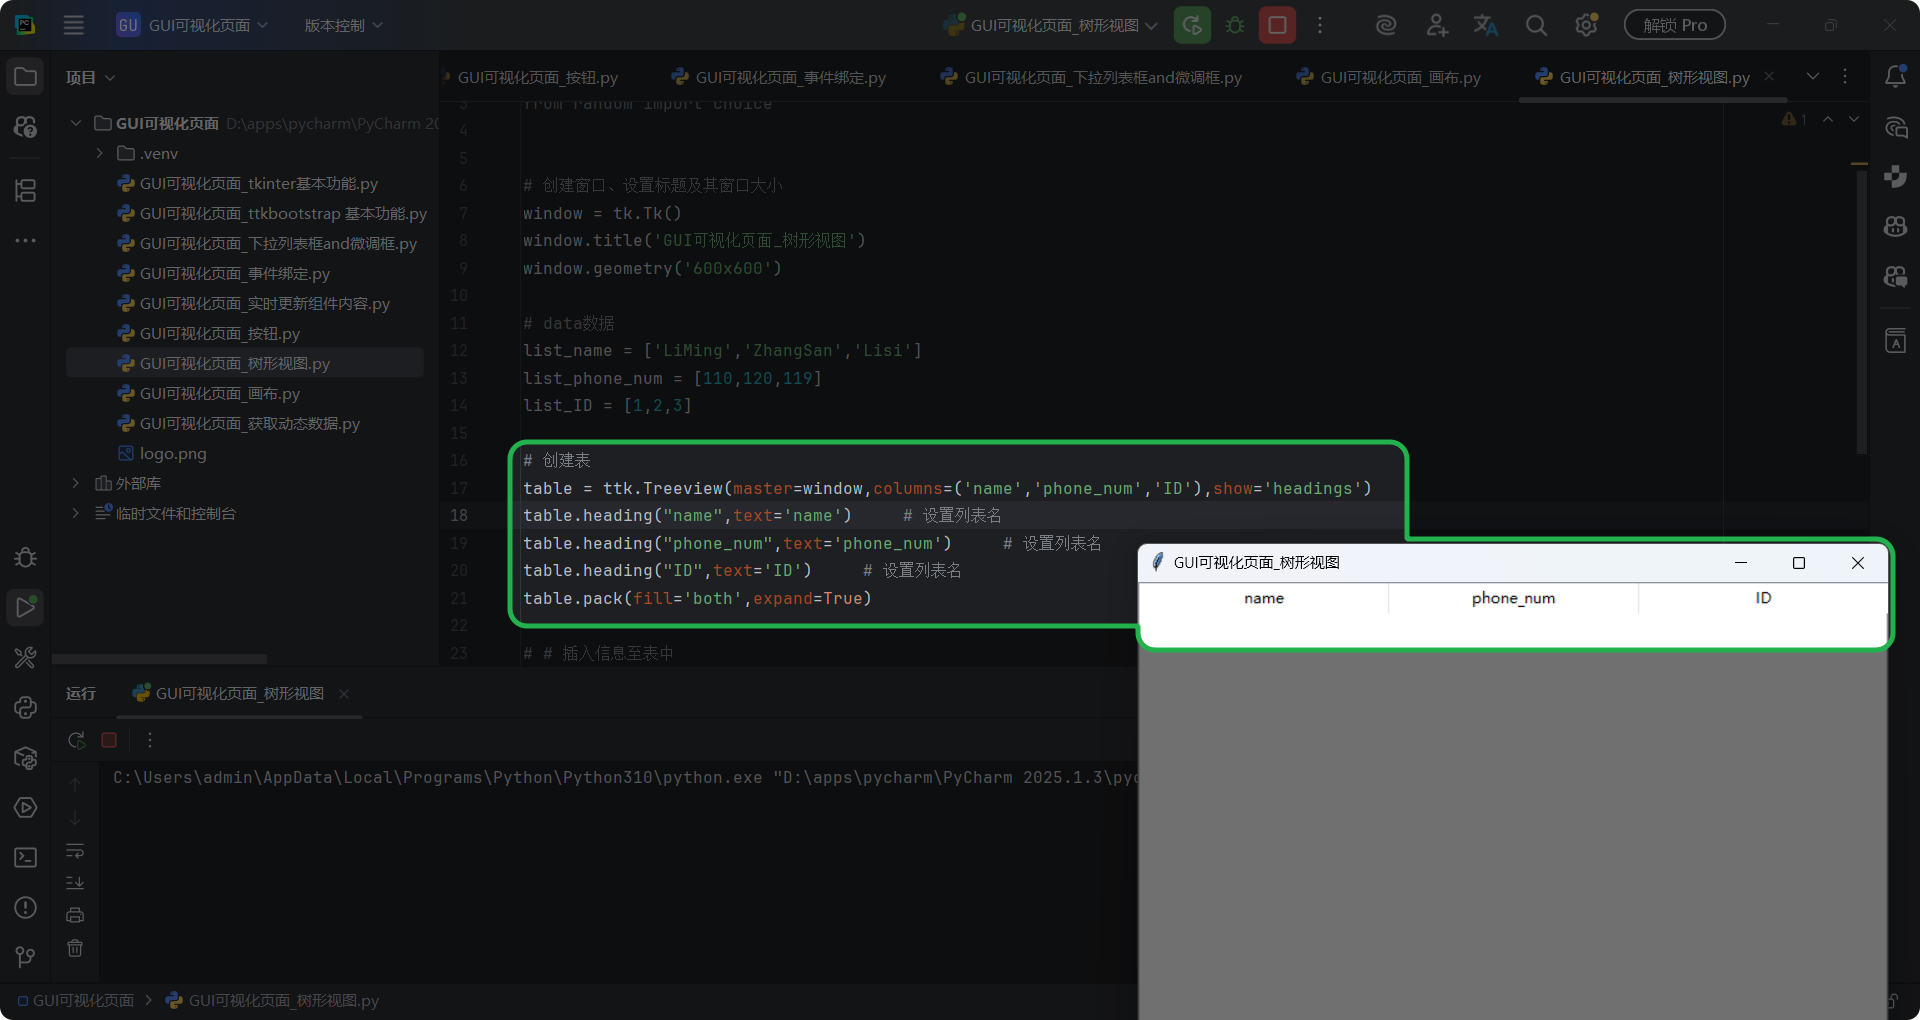 GU GUI可视化页面 版本控制 GUI可视化页面_树形视图 解锁 Pro
项目
GUI可视化页面_按钮.py GUI可视化页面_事件绑定.py GUI可视化页面_下拉列表框and微调框.py GUI可视化页面_画布.py GUI可视化页面_树形视图.py
GUI可视化页面 D:\apps\pycharm\PyCharm 20
.venv
GUI可视化页面_tkinter基本功能.py
GUI可视化页面_ttkbootstrap 基本功能.py
GUI可视化页面_下拉列表框and微调框.py
GUI可视化页面_事件绑定.py
GUI可视化页面_实时更新组件内容.py
GUI可视化页面_按钮.py
GUI可视化页面_树形视图.py
GUI可视化页面_画布.py
GUI可视化页面_获取动态数据.py
logo.png
外部库
临时文件和控制台
1
3 from random import choice
4
5
6 # 创建窗口、设置标题及其窗口大小
7 window = tk.Tk()
8 window.title('GUI可视化页面_树形视图')
9 window.geometry('600x600')
10
11 # data数据
12 list_name = ['LiMing','ZhangSan','Lisi']
13 list_phone_num = [110,120,119]
14 list_ID = [1,2,3]
15
16 # 创建表
17 table = ttk.Treeview(master=window,columns=('name','phone_num','ID'),show='headings')
18 table.heading("name",text='name') # 设置列表名
19 table.heading("phone_num",text='phone_num') # 设置列表名
20 table.heading("ID",text='ID') # 设置列表名
21 table.pack(fill='both',expand=True)
22
23 # # 插入信息至表中
GUI可视化页面_树形视图
name phone_num ID
运行 GUI可视化页面_树形视图
C:\Users\admin\AppData\Local\Programs\Python\Python310\python.exe "D:\apps\pycharm\PyCharm 2025.1.3\pyc
GUI可视化页面 GUI可视化页面_树形视图.py